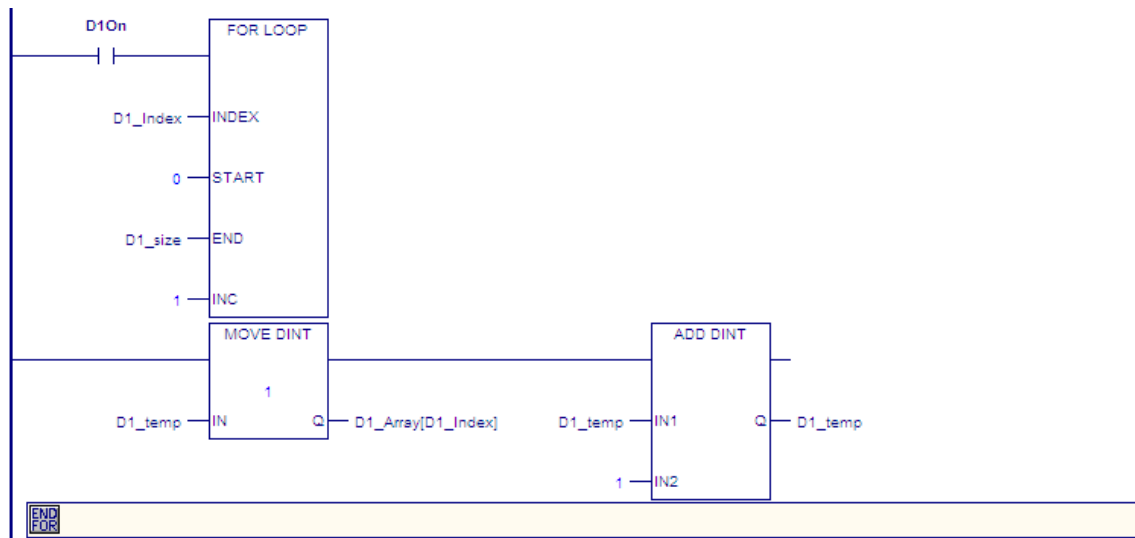 D1On
FOR LOOP
D1_Index INDEX
0 START
D1_size END
1 INC
MOVE DINT ADD DINT
1
D1_temp IN Q D1_Array[D1_Index] D1_temp IN1 Q D1_temp
1 IN2
END
FOR